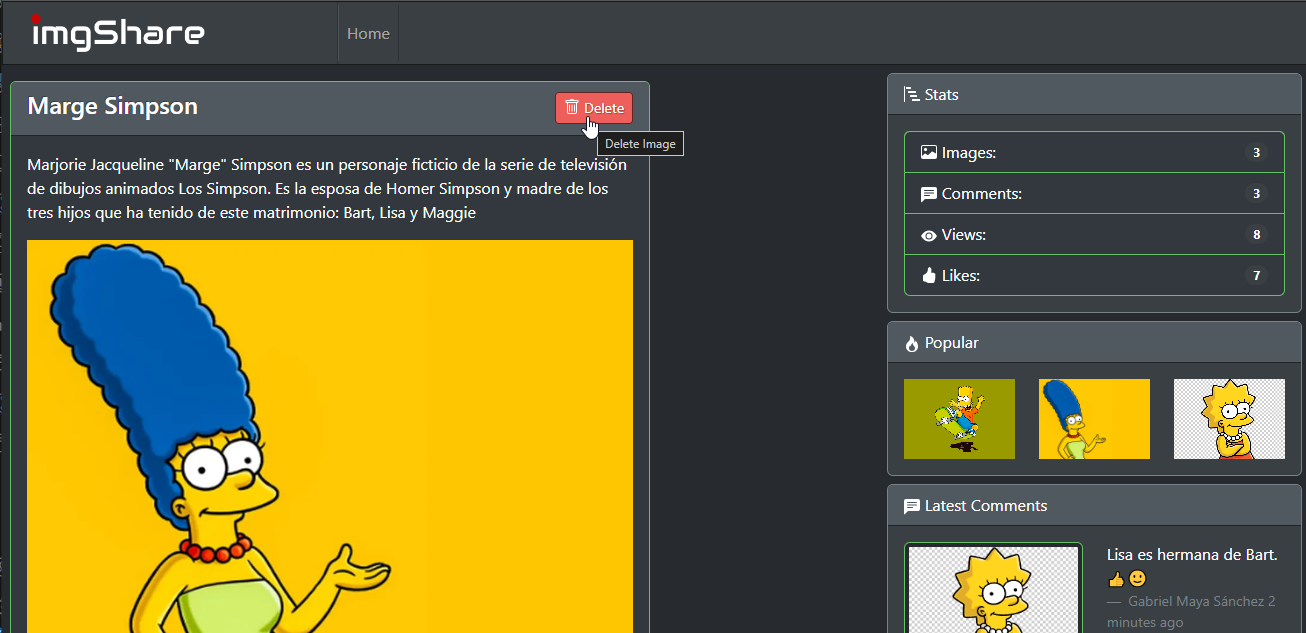 imgShare
Home
Marge Simpson
Delete
Delete Image
Marjorie Jacqueline "Marge" Simpson es un personaje ficticio de la serie de televisión
de dibujos animados Los Simpson. Es la esposa de Homer Simpson y madre de los
tres hijos que ha tenido de este matrimonio: Bart, Lisa y Maggie
Stats
Images: 3
Comments: 3
Views: 8
Likes: 7
Popular
Latest Comments
Lisa es hermana de Bart.
👍🙂
— Gabriel Maya Sánchez 2
minutes ago